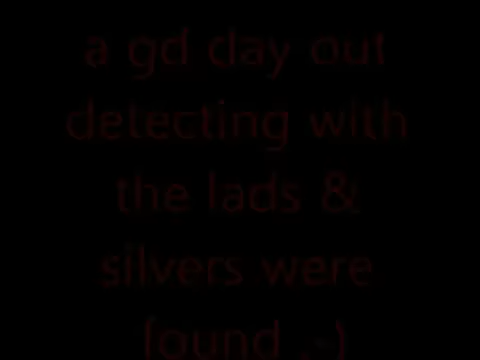 a gd day out
detecting with
the lads &
silvers were
found :-)